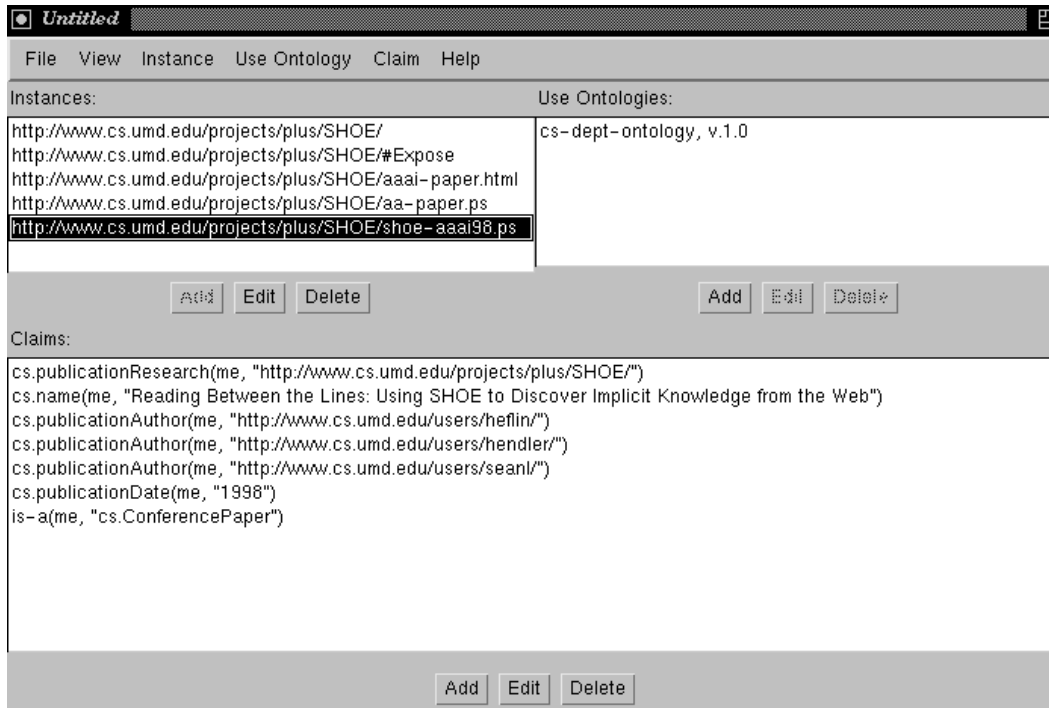 Untitled
File View Instance Use Ontology Claim Help
Instances:
Use Ontologies:
http://www.cs.umd.edu/projects/plus/SHOE/
http://www.cs.umd.edu/projects/plus/SHOE/#Expose
http://www.cs.umd.edu/projects/plus/SHOE/aaai-paper.html
http://www.cs.umd.edu/projects/plus/SHOE/aa-paper.ps
http://www.cs.umd.edu/projects/plus/SHOE/shoe-aaai98.ps
cs-dept-ontology, v.1.0
Add Edit Delete
Add Edit Delete
Claims:
cs.publicationResearch(me, "http://www.cs.umd.edu/projects/plus/SHOE/")
cs.name(me, "Reading Between the Lines: Using SHOE to Discover Implicit Knowledge from the Web")
cs.publicationAuthor(me, "http://www.cs.umd.edu/users/heflin/")
cs.publicationAuthor(me, "http://www.cs.umd.edu/users/hendler/")
cs.publicationAuthor(me, "http://www.cs.umd.edu/users/seanl/")
cs.publicationDate(me, "1998")
is-a(me, "cs.ConferencePaper")
Add Edit Delete